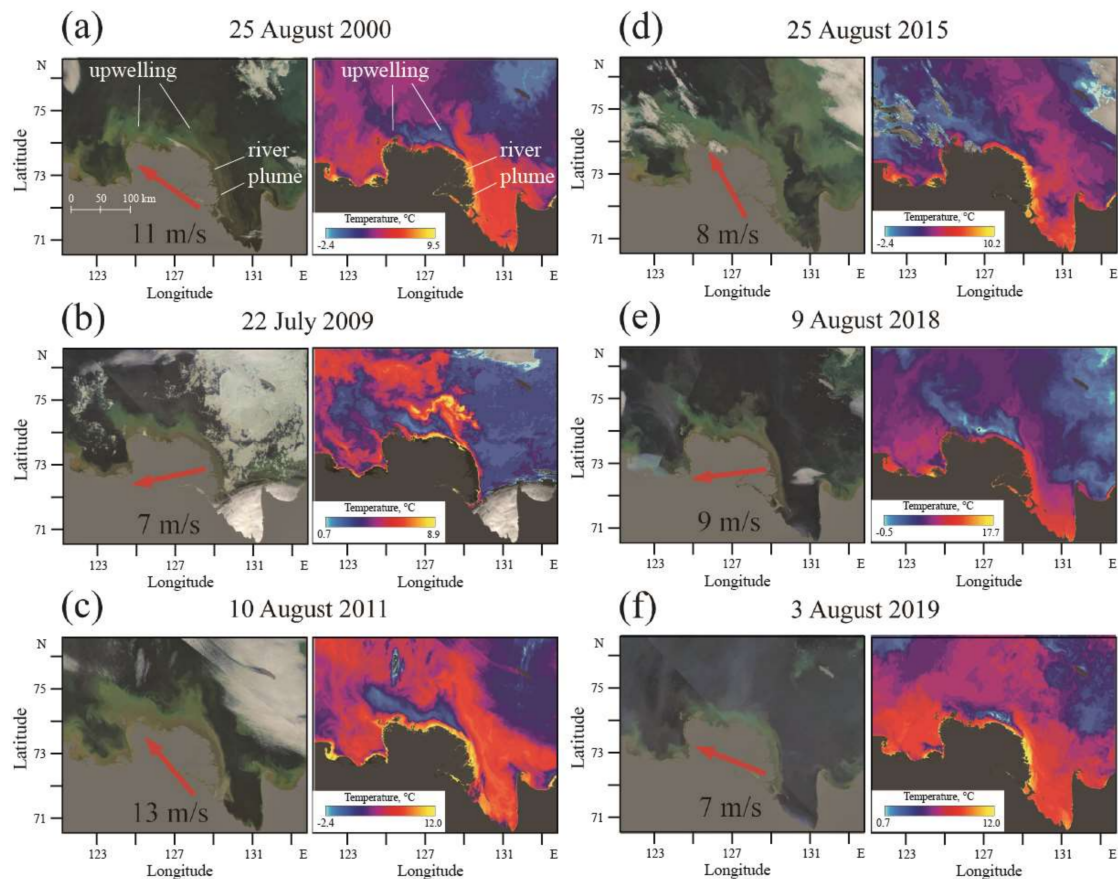 (a)
25 August 2000
N
75
73
71
Latitude
upwelling
upwelling
river
plume
river
plume
0 50 100 km
11 m/s
Temperature, °C
-2.4 9.5
123 127 131
123 127 131 E
Longitude
Longitude
(b)
22 July 2009
N
75
73
71
Latitude
7 m/s
Temperature, °C
0.7 8.9
123 127 131
123 127 131 E
Longitude
Longitude
(c)
10 August 2011
N
75
73
71
Latitude
13 m/s
Temperature, °C
-2.4 12.0
123 127 131
123 127 131 E
Longitude
Longitude
(d)
25 August 2015
N
75
73
71
Latitude
8 m/s
Temperature, °C
-2.4 10.2
123 127 131
123 127 131 E
Longitude
Longitude
(e)
9 August 2018
N
75
73
71
Latitude
9 m/s
Temperature, °C
-0.5 17.7
123 127 131
123 127 131 E
Longitude
Longitude
(f)
3 August 2019
N
75
73
71
Latitude
7 m/s
Temperature, °C
0.7 12.0
123 127 131
123 127 131 E
Longitude
Longitude